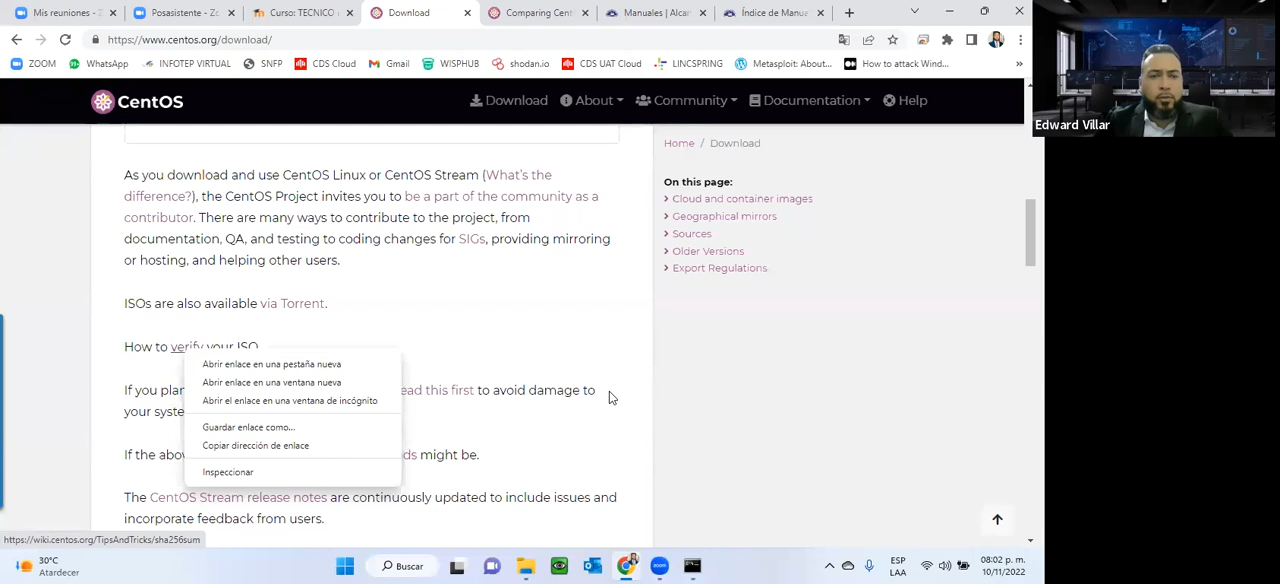 Mis reuniones - Z
Posasistente - Zo
Curso: TECNICO
Download
Comparing Cent
Manuales | Alcar
Índice de Manua
https://www.centos.org/download/
ZOOM
WhatsApp
INFOTEP VIRTUAL
SNFP
CDS Cloud
Gmail
WISPHUB
shodan.io
CDS UAT Cloud
LINCSPRING
Metasploit: About...
How to attack Wind...
»
Edward Villar
CentOS
Download
About
Community
Documentation
Help
Home / Download
As you download and use CentOS Linux or CentOS Stream (What's the
difference?), the CentOS Project invites you to be a part of the community as a
contributor. There are many ways to contribute to the project, from
documentation, QA, and testing to coding changes for SIGs, providing mirroring
or hosting, and helping other users.
ISOs are also available via Torrent.
How to verify your ISO
If you plan
ead this first to avoid damage to
your syste
If the abov
ds might be.
The CentOS Stream release notes are continuously updated to include issues and
incorporate feedback from users.
On this page:
Cloud and container images
Geographical mirrors
Sources
Older Versions
Export Regulations
Abrir enlace en una pestaña nueva
Abrir enlace en una ventana nueva
Abrir el enlace en una ventana de incógnito
Guardar enlace como...
Copiar dirección de enlace
Inspeccionar
https://wiki.centos.org/TipsAndTricks/sha256sum
30°C
Atardecer
Buscar
ESP
LAA
08:02 p. m.
10/11/2022